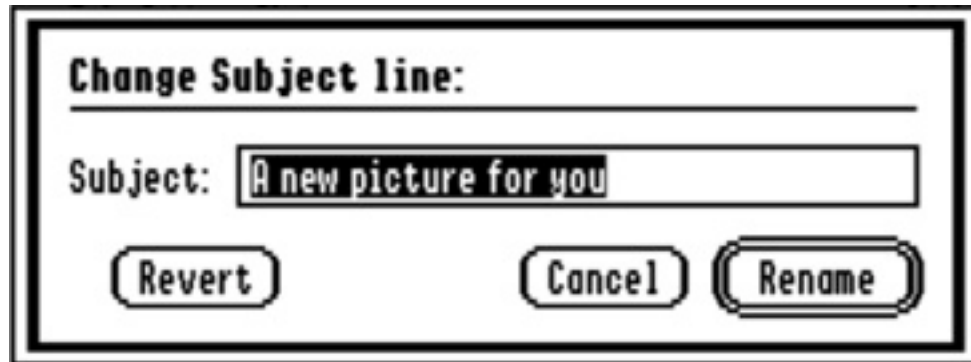 Change Subject line:
Subject: A new picture for you
Revert Cancel Rename